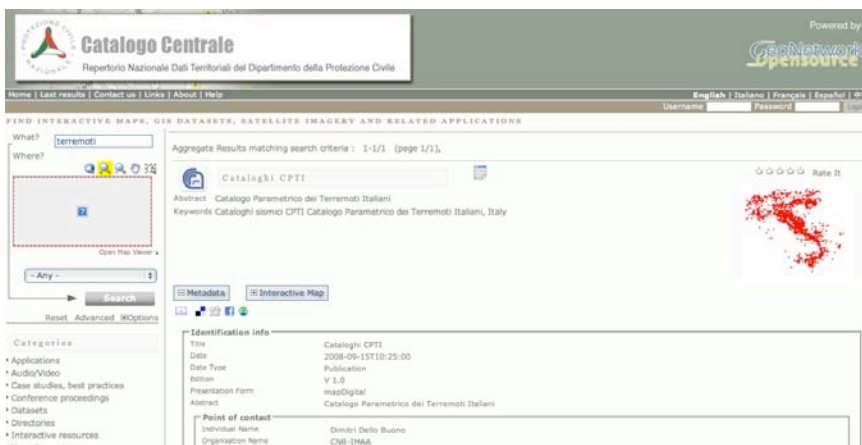 Powered by
GeoNetwork
Opensource
Catalogo Centrale
Repertorio Nazionale Dati Territoriali del Dipartimento della Protezione Civile
Home | Last results | Contact us | Links | About | Help
English | Italiano | Français | Español |
Username Password
FIND INTERACTIVE MAPS, GIS DATASETS, SATELLITE IMAGERY AND RELATED APPLICATIONS
What? terremoti
Where?
Open Map Viewer
- Any -
Search
Reset Advanced Options
Categories
Applications
Audio/Video
Case studies, best practices
Conference proceedings
Datasets
Directories
Interactive resources
Aggregate Results matching search criteria : 1-1/1 (page 1/1),
Cataloghi CPTI
Rate It
Abstract Catalogo Parametrico dei Terremoti Italiani
Keywords Cataloghi sismici CPTI Catalogo Parametrico dei Terremoti Italiani, Italy
Metadata Interactive Map
Identification info
Title Cataloghi CPTI
Date 2008-09-15T10:25:00
Date Type Publication
Edition V 1.0
Presentation Form mapDigital
Abstract Catalogo Parametrico dei Terremoti Italiani
Point of contact
Individual Name Dimitri Dello Buono
Organisation Name CNR-IMAA